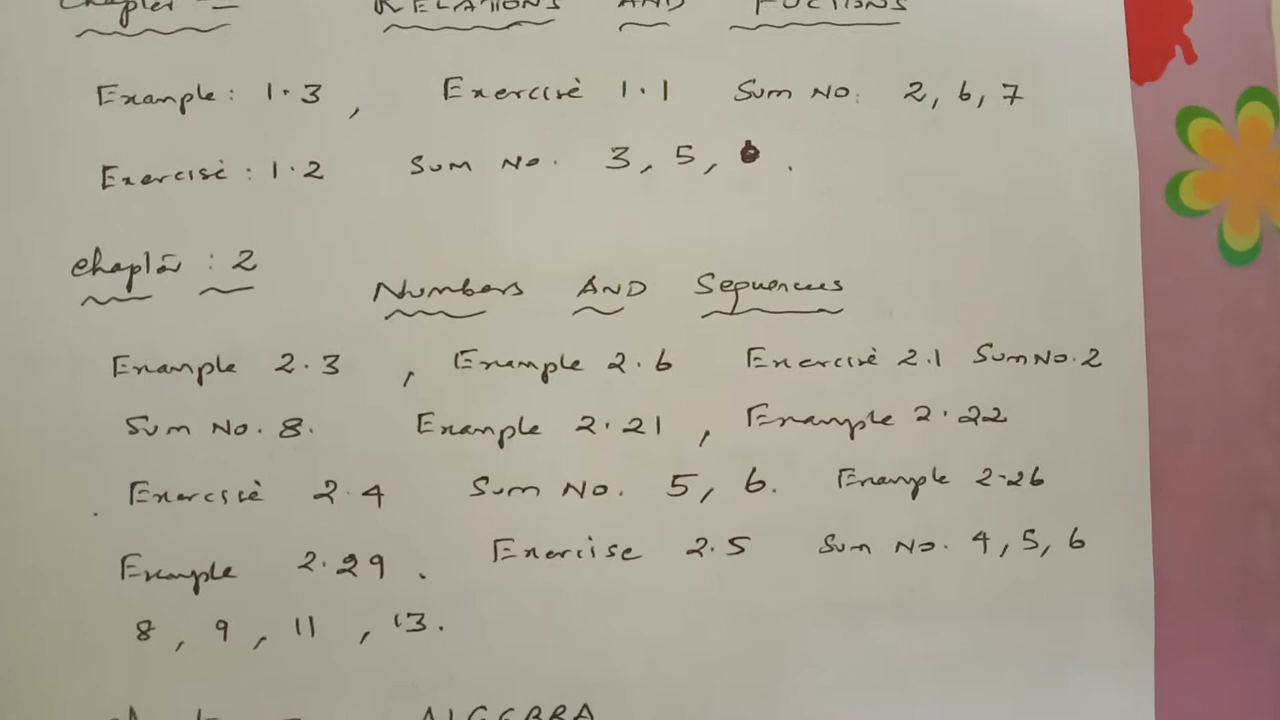 Chapter
RELATIONS AND FUCTIONS
Example: 1.3, Exercise 1.1 Sum NO: 2, 6, 7
Exercise: 1.2 Sum No. 3, 5, 6.
Chapter : 2
Numbers AND Sequences
Example 2.3, Example 2.6 Exercise 2.1 Sum No. 2
Sum No. 8. Example 2.21, Example 2.22
Exercise 2.4 Sum No. 5, 6. Example 2.26
Example 2.29. Exercise 2.5 Sum No. 4, 5, 6
8, 9, 11, 13.
ALGEBRA